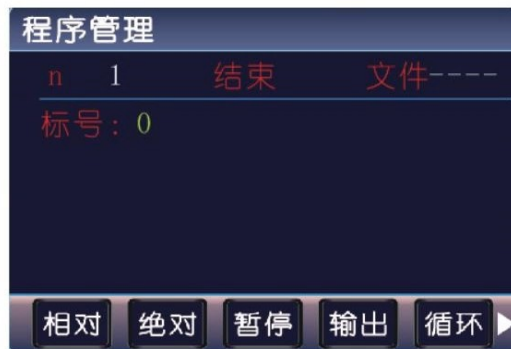 程序管理
n 1 结束 文件----
标号: 0
相对 绝对 暂停 输出 循环